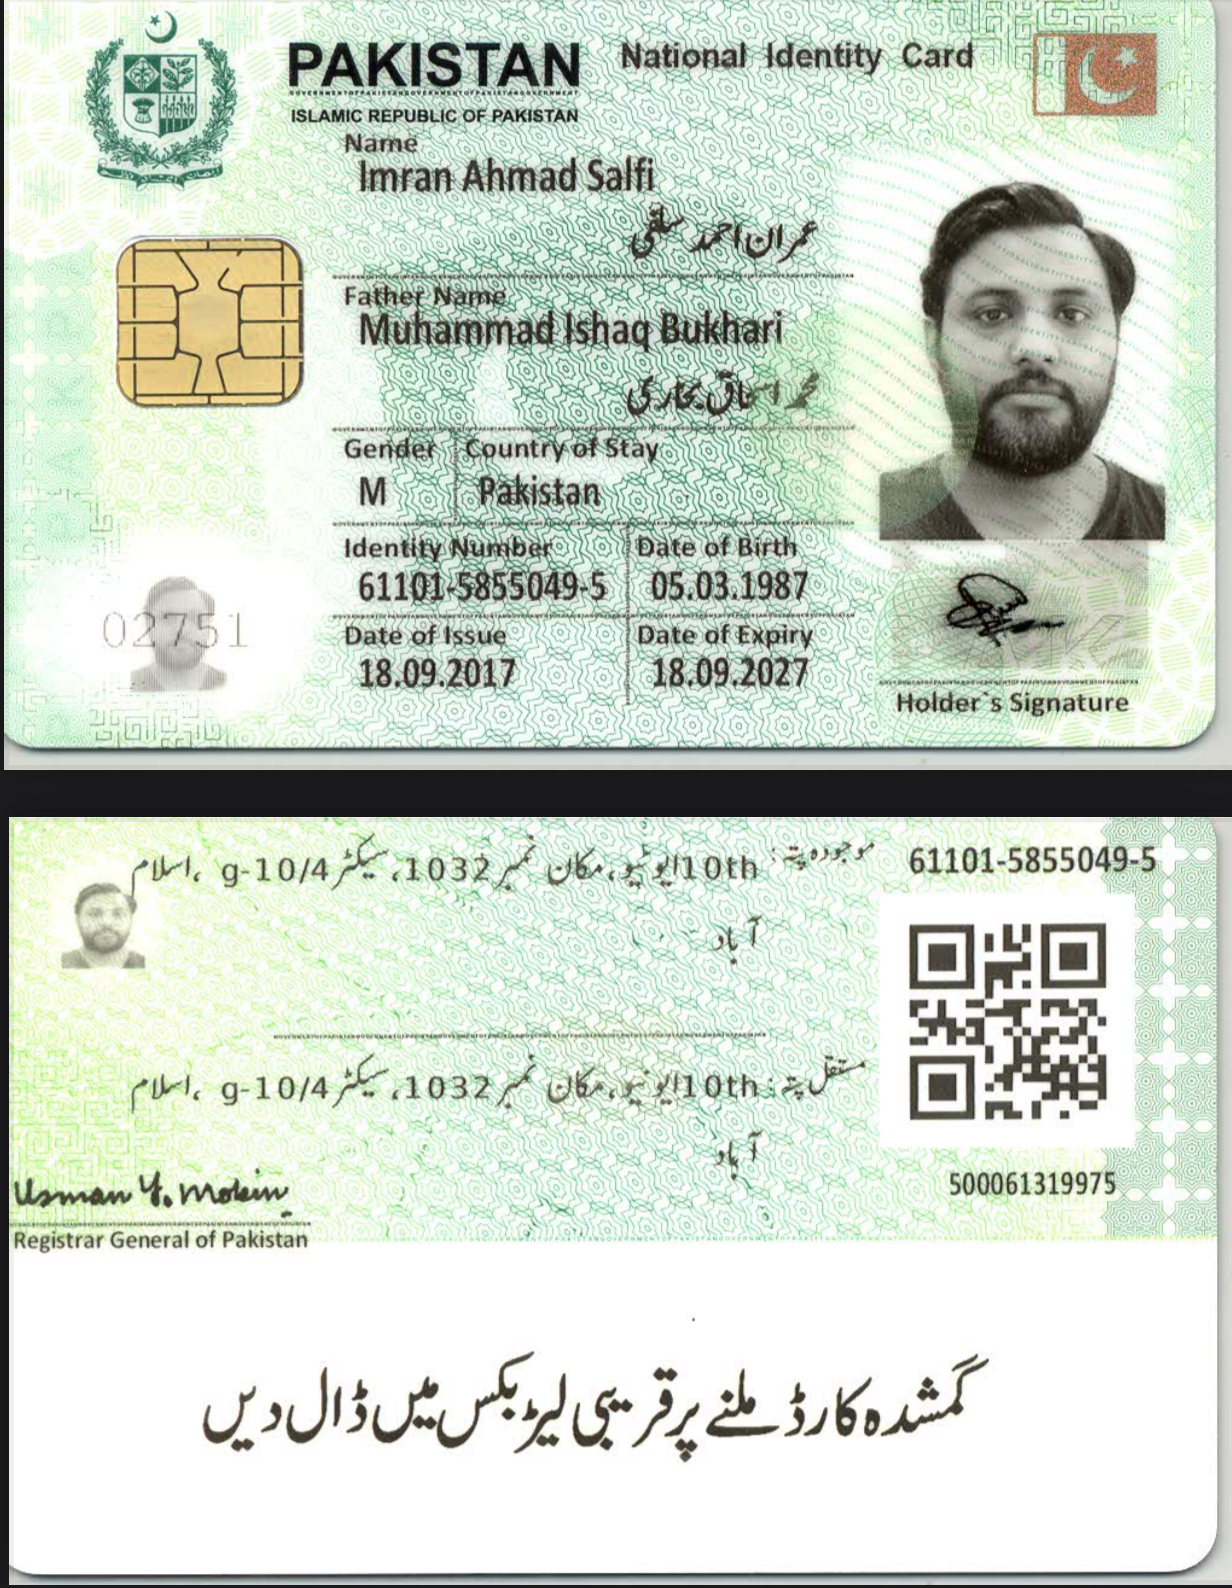 PAKISTAN
National Identity Card
ISLAMIC REPUBLIC OF PAKISTAN
Name
Imran Ahmad Salfi
عمران احمد سلفی
Father Name
Muhammad Ishaq Bukhari
محمد اسحاق بخاری
Gender Country of Stay
M Pakistan
Identity Number Date of Birth
61101-5855049-5 05.03.1987
02751
Date of Issue Date of Expiry
18.09.2017 18.09.2027
Holder`s Signature
61101-5855049-5
موجودہ پتہ: 10th ایونیو، مکان نمبر 1032، سیکٹر g-10/4، اسلام
آباد
مستقل پتہ: 10th ایونیو، مکان نمبر 1032، سیکٹر g-10/4، اسلام
آباد
500061319975
Usman Y. Mobin
Registrar General of Pakistan
گمشدہ کارڈ ملنے پر قریبی لیٹر بکس میں ڈال دیں